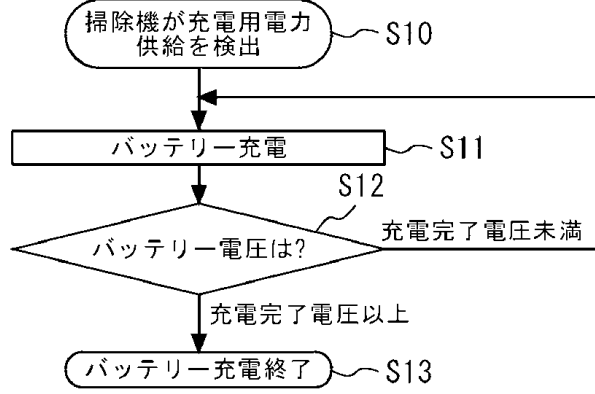 掃除機が充電用電力
供給を検出
S10
バッテリー充電
S11
S12
バッテリー電圧は?
充電完了電圧未満
充電完了電圧以上
バッテリー充電終了
S13